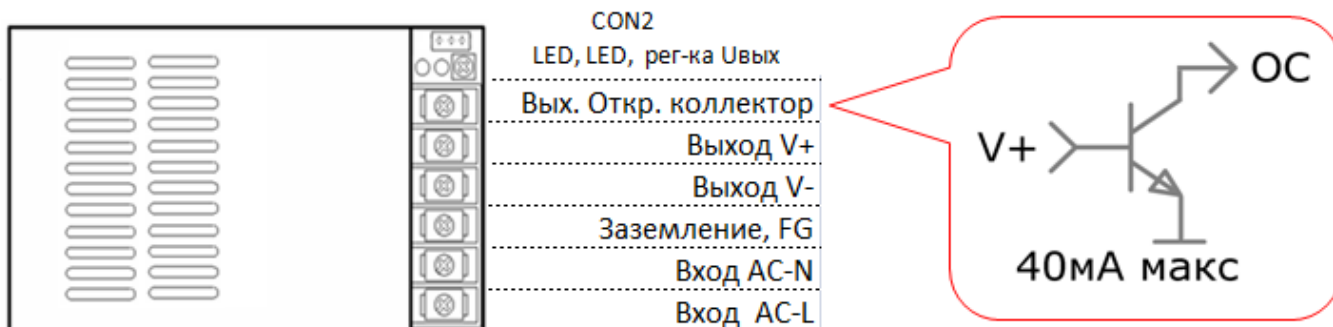 CON2
LED, LED, рег-ка Uвых
Вых. Откр. коллектор
Выход V+
Выход V-
Заземление, FG
Вход AC-N
Вход AC-L
OC
V+
40мА макс